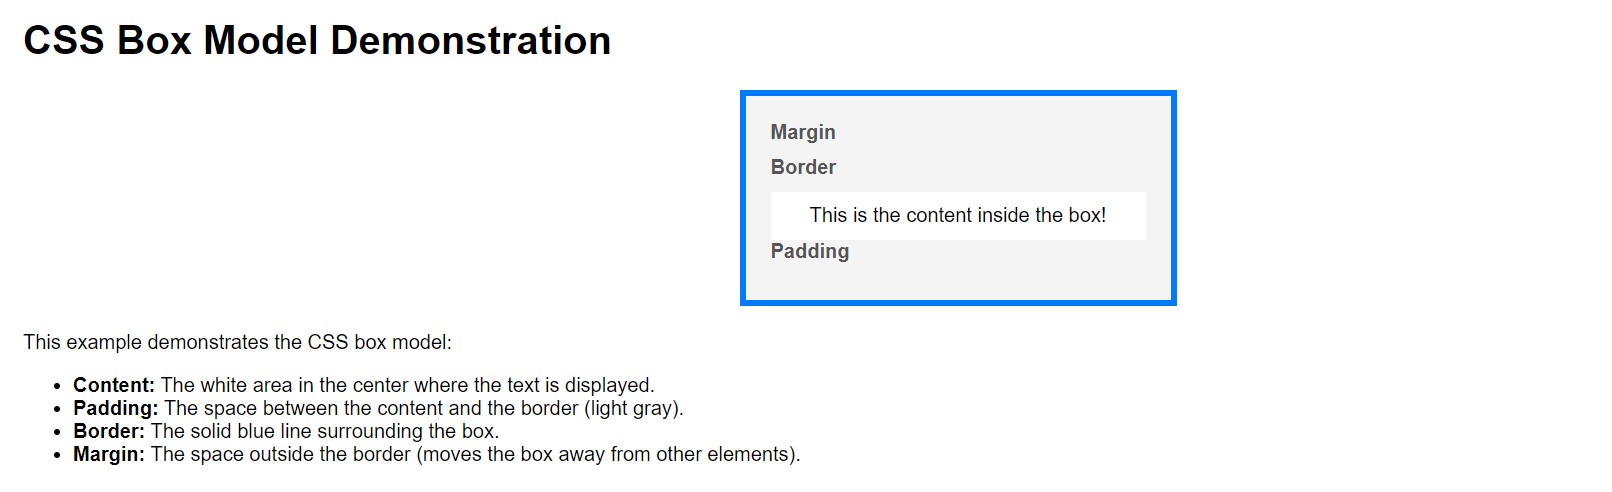 CSS Box Model Demonstration
Margin
Border
This is the content inside the box!
Padding
This example demonstrates the CSS box model:
• Content: The white area in the center where the text is displayed.
• Padding: The space between the content and the border (light gray).
• Border: The solid blue line surrounding the box.
• Margin: The space outside the border (moves the box away from other elements).